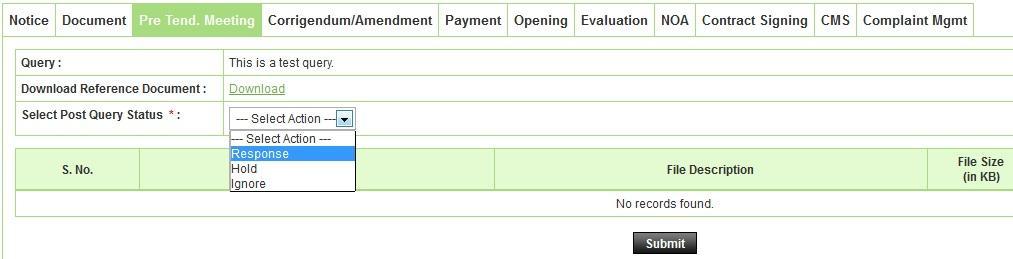 Notice Document Pre Tend. Meeting Corrigendum/Amendment Payment Opening Evaluation NOA Contract Signing CMS Complaint Mgmt
Query : This is a test query.
Download Reference Document : Download
Select Post Query Status * : --- Select Action ---
--- Select Action ---
Response
Hold
Ignore
S. No. File Description File Size
(in KB)
No records found.
Submit